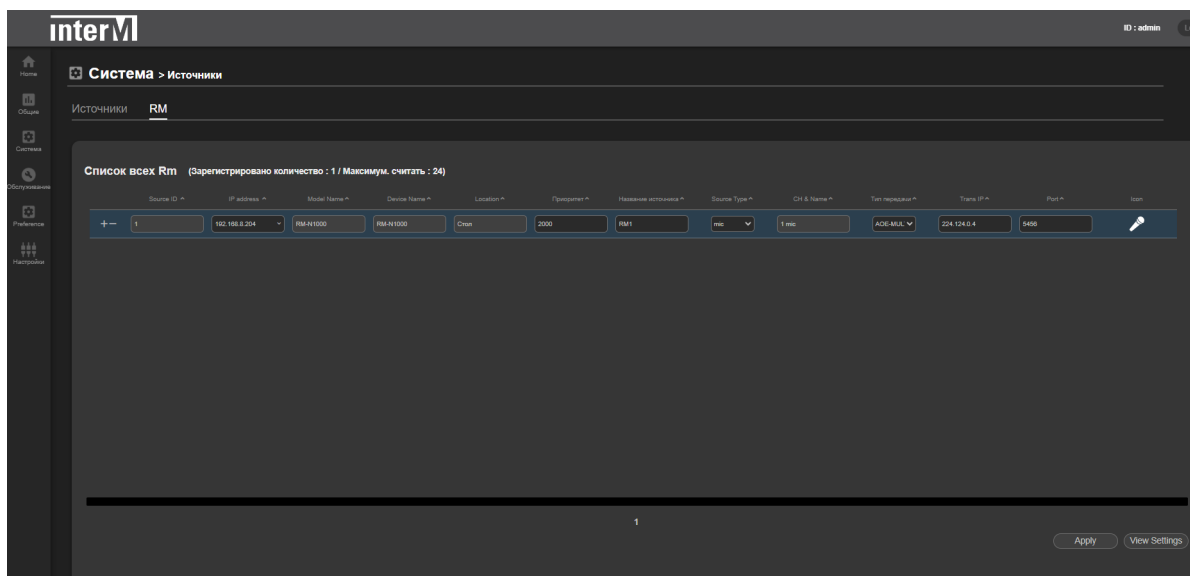 interM
ID : admin
Home
Система > Источники
Общие
Источники RM
Система
Обслуживание
Список всех Rm (Зарегистрировано количество : 1 / Максимум. считать : 24)
Source ID IP address Model Name Device Name Location Приоритет Название источника Source Type CH & Name Тип передачи Trans IP Port Icon
Preference
+− 1 192.168.8.204 RM-N1000 RM-N1000 Стол 2000 RM1 mic 1 mic AOE-MUL 224.124.0.4 5456
Настройки
1
Apply View Settings